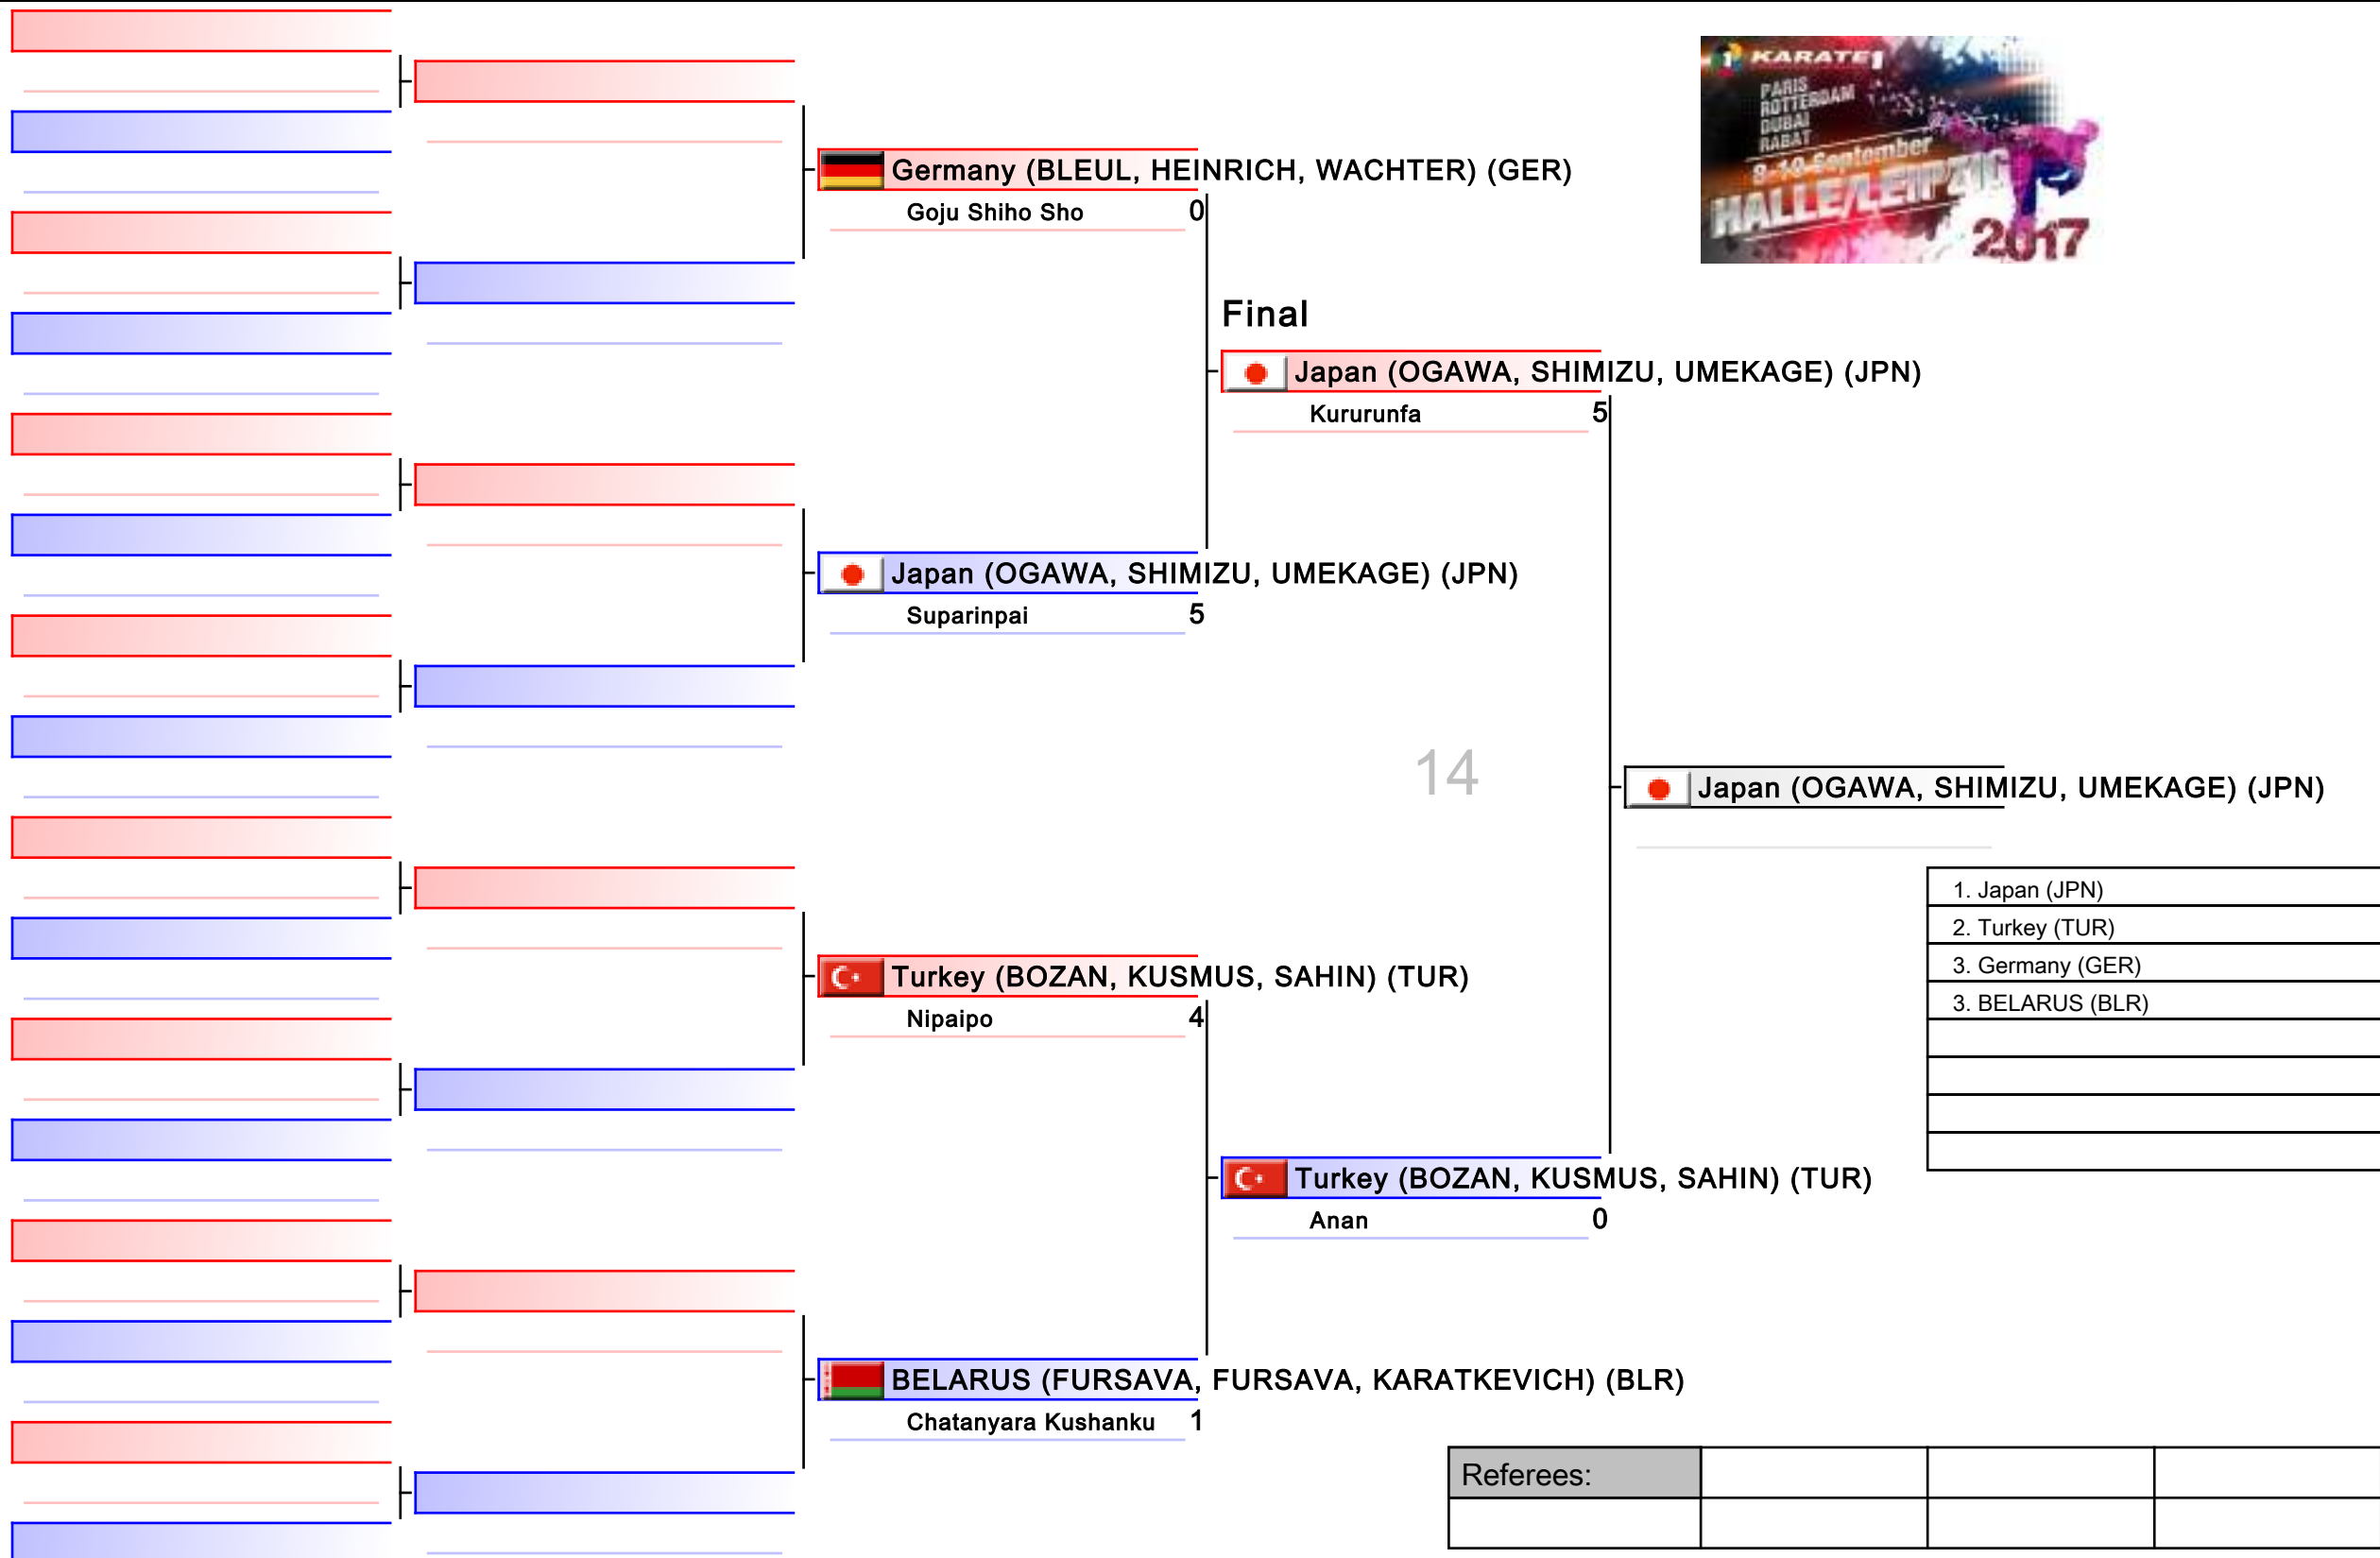 KARATE1
PARIS
ROTTERDAM
DUBAI
RABAT
8-10 September
HALLE/LEIPZIG
2017
Germany (BLEUL, HEINRICH, WACHTER) (GER)
Goju Shiho Sho 0
Final
Japan (OGAWA, SHIMIZU, UMEKAGE) (JPN)
Kururunfa 5
Japan (OGAWA, SHIMIZU, UMEKAGE) (JPN)
Suparinpai 5
14
Japan (OGAWA, SHIMIZU, UMEKAGE) (JPN)
1. Japan (JPN)
2. Turkey (TUR)
3. Germany (GER)
3. BELARUS (BLR)
Turkey (BOZAN, KUSMUS, SAHIN) (TUR)
Nipaipo 4
Turkey (BOZAN, KUSMUS, SAHIN) (TUR)
Anan 0
BELARUS (FURSAVA, FURSAVA, KARATKEVICH) (BLR)
Chatanyara Kushanku 1
Referees: